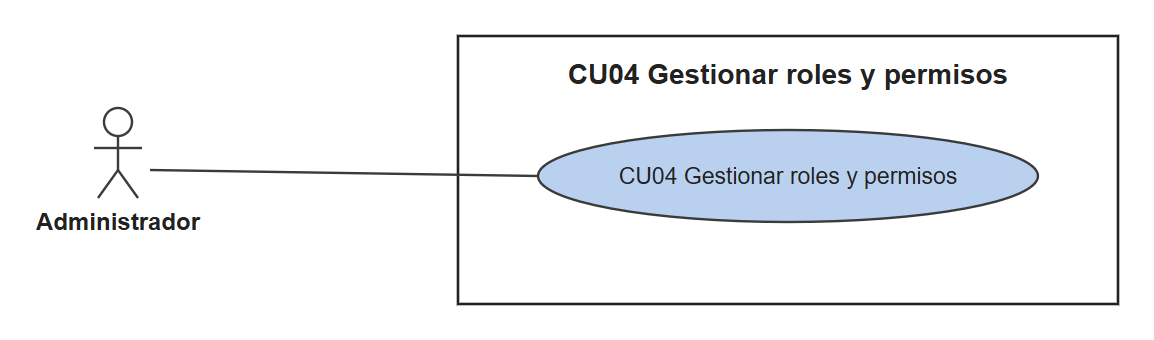 CU04 Gestionar roles y permisos
CU04 Gestionar roles y permisos
Administrador